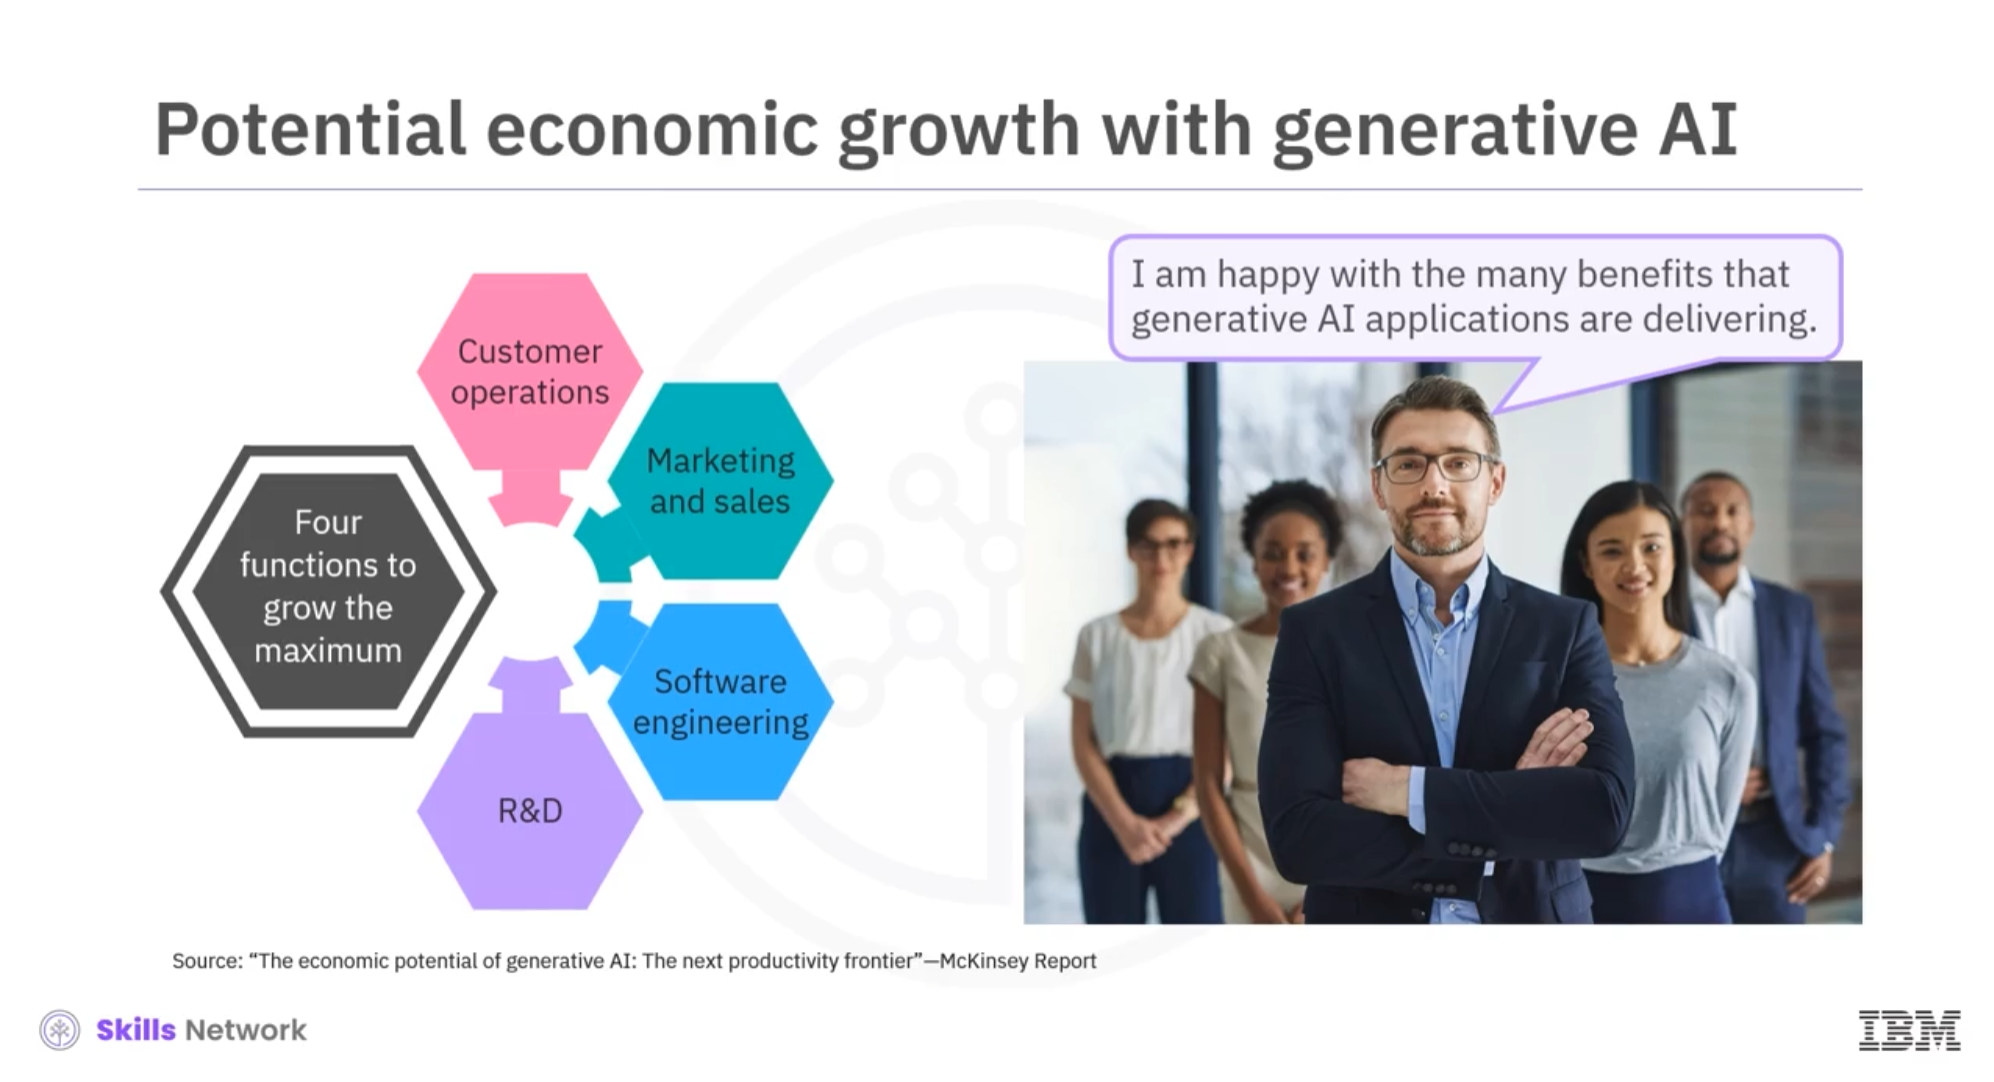 Potential economic growth with generative AI
I am happy with the many benefits that
generative AI applications are delivering.
Customer
operations
Marketing
and sales
Four
functions to
grow the
maximum
Software
engineering
R&D
Source: “The economic potential of generative AI: The next productivity frontier”—McKinsey Report
Skills Network
IBM